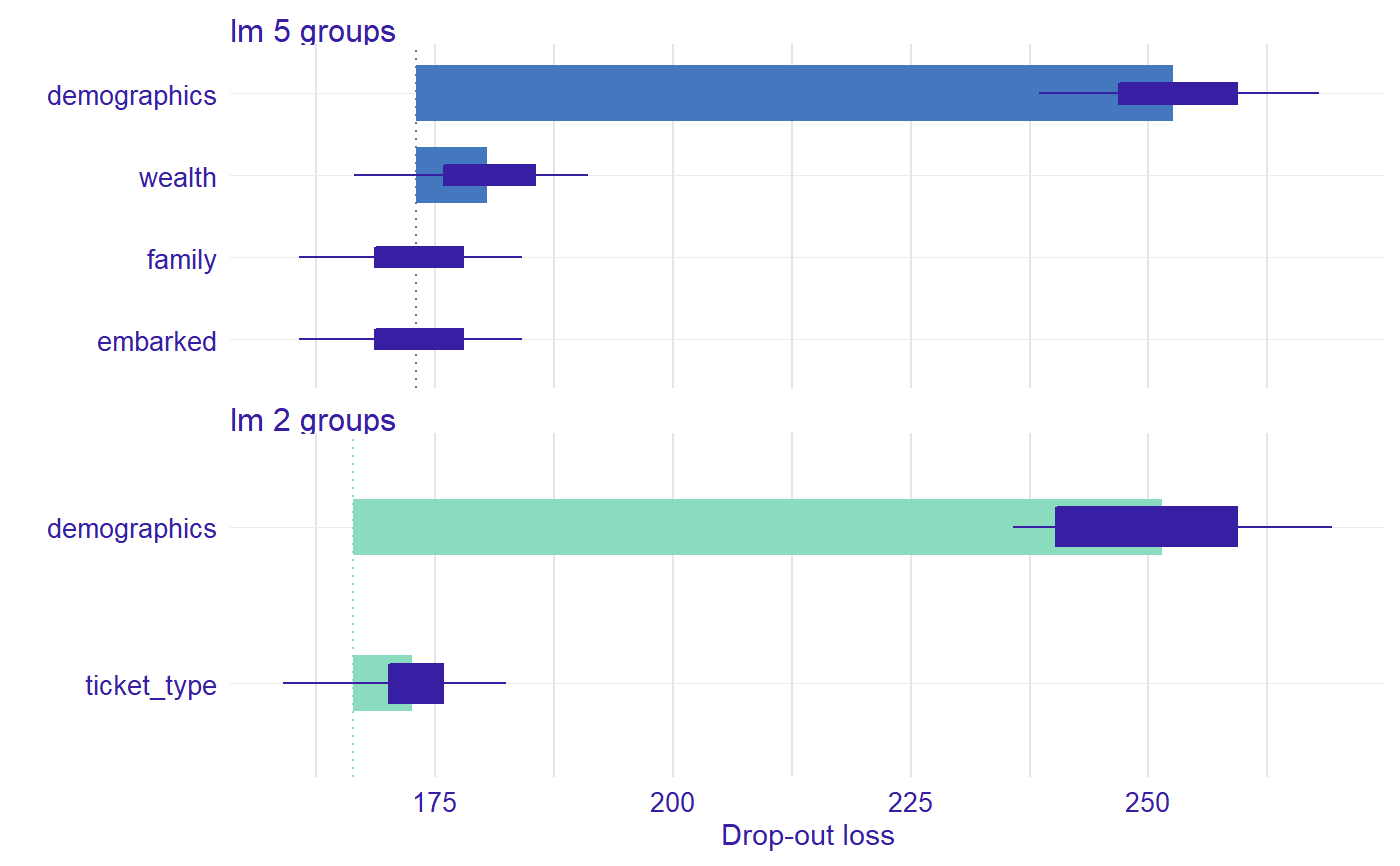 lm 5 groups
demographics
wealth
family
embarked
lm 2 groups
demographics
ticket_type
175 200 225 250
Drop-out loss